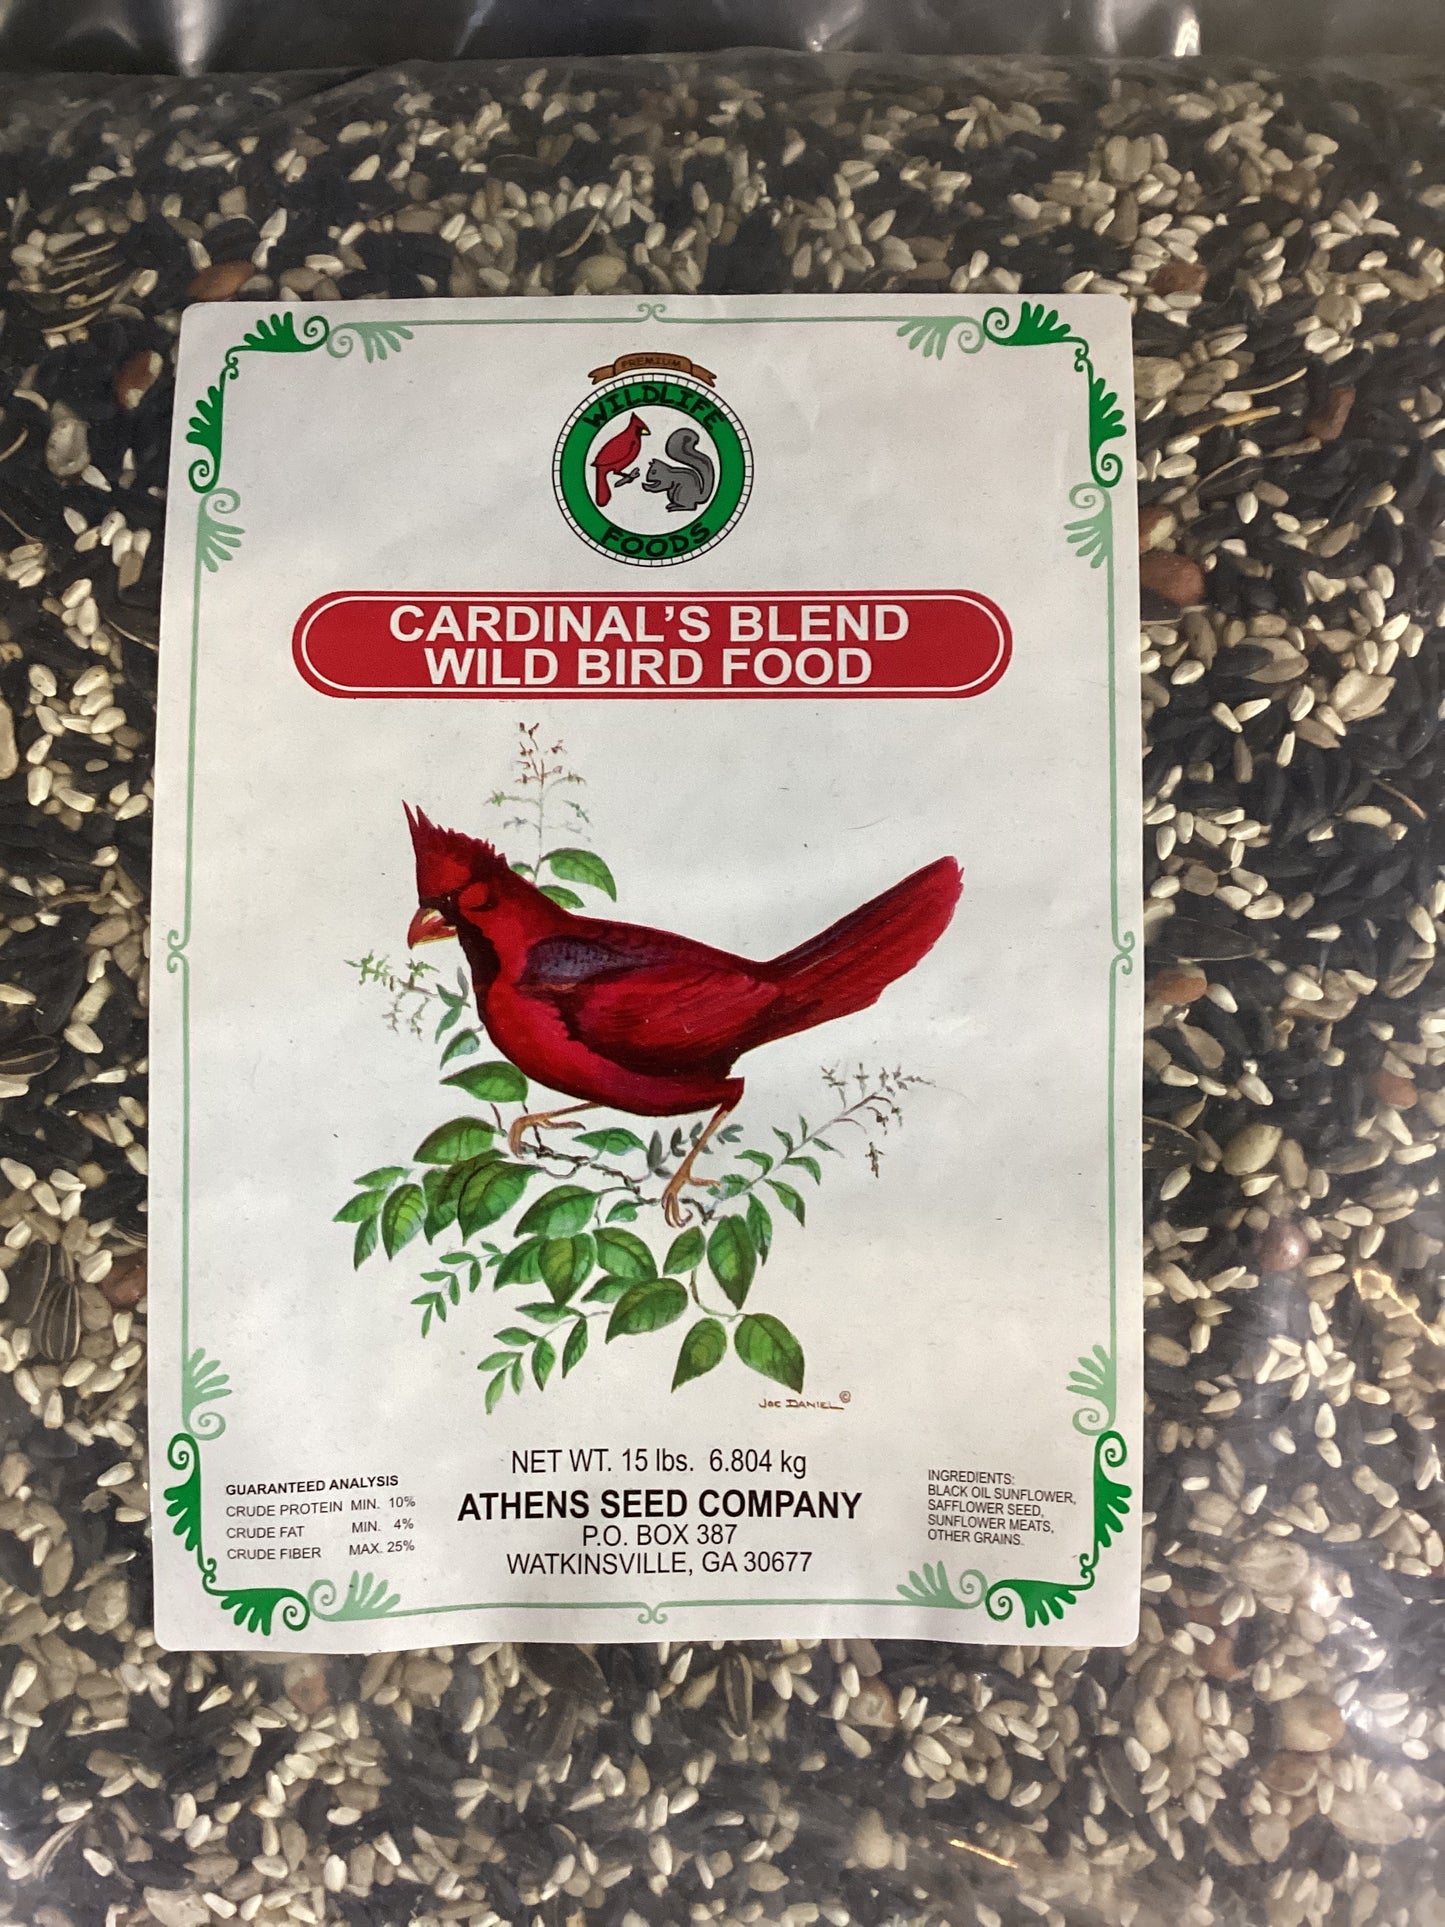 PREMIUM
WILDLIFE
FOODS
CARDINAL'S BLEND
WILD BIRD FOOD
JOE DANIEL ©
NET WT. 15 lbs. 6.804 kg
ATHENS SEED COMPANY
P.O. BOX 387
WATKINSVILLE, GA 30677
GUARANTEED ANALYSIS
CRUDE PROTEIN MIN. 10%
CRUDE FAT MIN. 4%
CRUDE FIBER MAX. 25%
INGREDIENTS:
BLACK OIL SUNFLOWER,
SAFFLOWER SEED,
SUNFLOWER MEATS,
OTHER GRAINS.